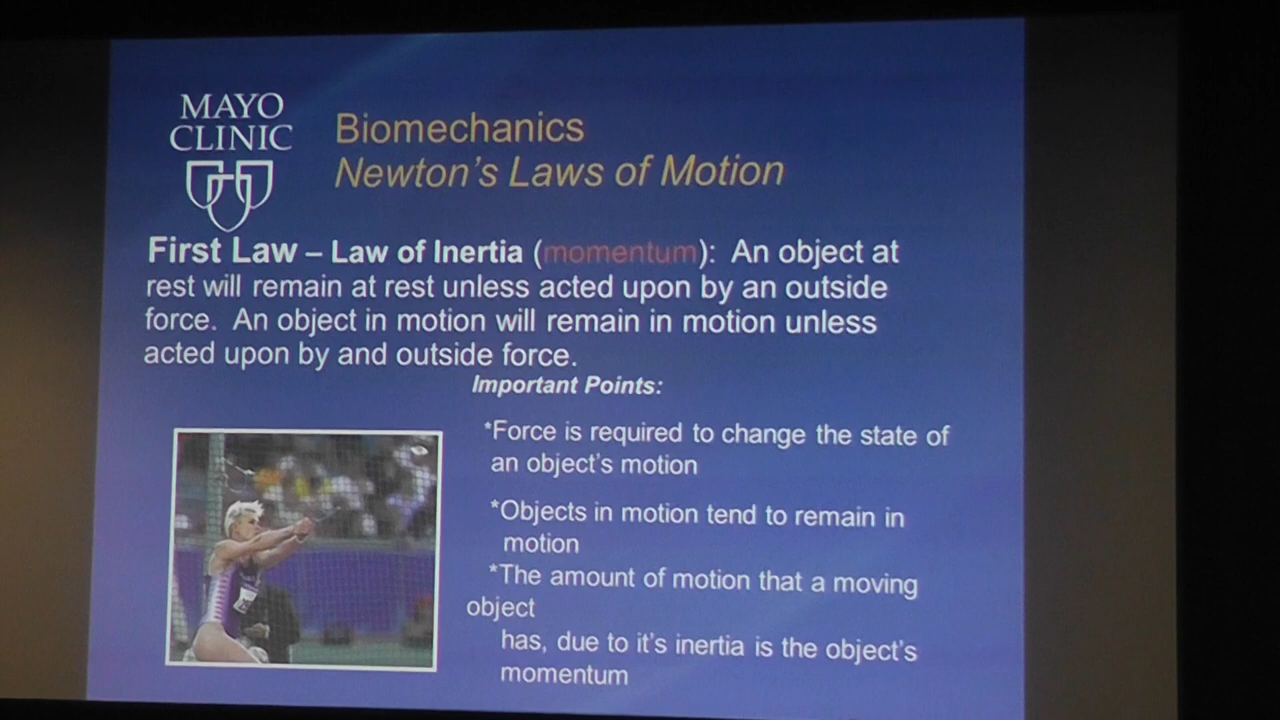 MAYO
CLINIC
Biomechanics
Newton's Laws of Motion
First Law – Law of Inertia (momentum): An object at
rest will remain at rest unless acted upon by an outside
force. An object in motion will remain in motion unless
acted upon by and outside force.
Important Points:
*Force is required to change the state of
an object's motion
*Objects in motion tend to remain in
motion
*The amount of motion that a moving
object
has, due to it's inertia is the object's
momentum